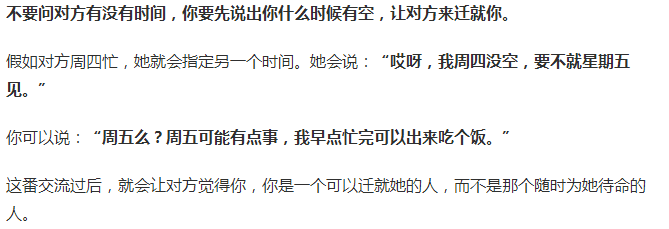 不要问对方有没有时间，你要先说出你什么时候有空，让对方来迁就你。
假如对方周四忙，她就会指定另一个时间。她会说：“哎呀，我周四没空，要不就星期五
见。”
你可以说：“周五么？周五可能有点事，我早点忙完可以出来吃个饭。”
这番交流过后，就会让对方觉得你，你是一个可以迁就她的人，而不是那个随时为她待命的
人。